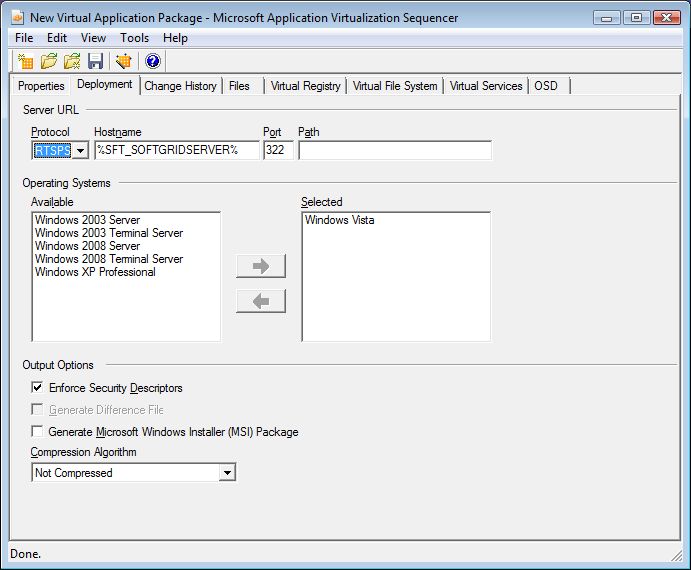 New Virtual Application Package - Microsoft Application Virtualization Sequencer
File Edit View Tools Help
Properties Deployment Change History Files Virtual Registry Virtual File System Virtual Services OSD
Server URL
Protocol Hostname Port Path
RTSPS %SFT_SOFTGRIDSERVER% 322
Operating Systems
Available Selected
Windows 2003 Server Windows Vista
Windows 2003 Terminal Server
Windows 2008 Server
Windows 2008 Terminal Server
Windows XP Professional
Output Options
Enforce Security Descriptors
Generate Difference File
Generate Microsoft Windows Installer (MSI) Package
Compression Algorithm
Not Compressed
Done.